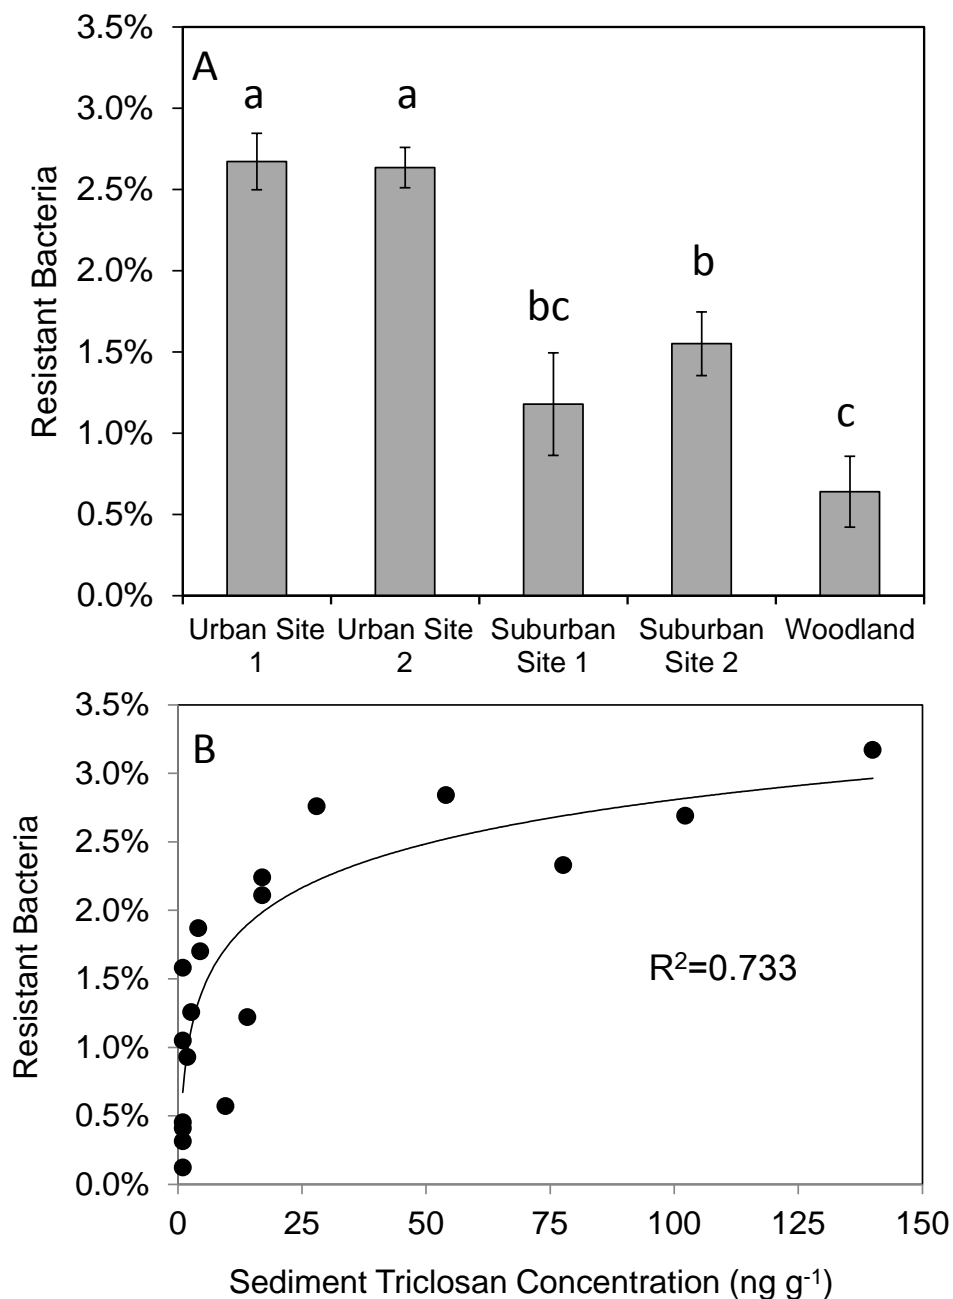 3.5%
A
a
a
3.0%
2.5%
b
2.0%
bc
1.5%
c
1.0%
0.5%
0.0%
Resistant Bacteria
Urban Site
1
Urban Site
2
Suburban
Site 1
Suburban
Site 2
Woodland
3.5%
B
3.0%
2.5%
2.0%
R²=0.733
1.5%
1.0%
0.5%
0.0%
Resistant Bacteria
0 25 50 75 100 125 150
Sediment Triclosan Concentration (ng g⁻¹)